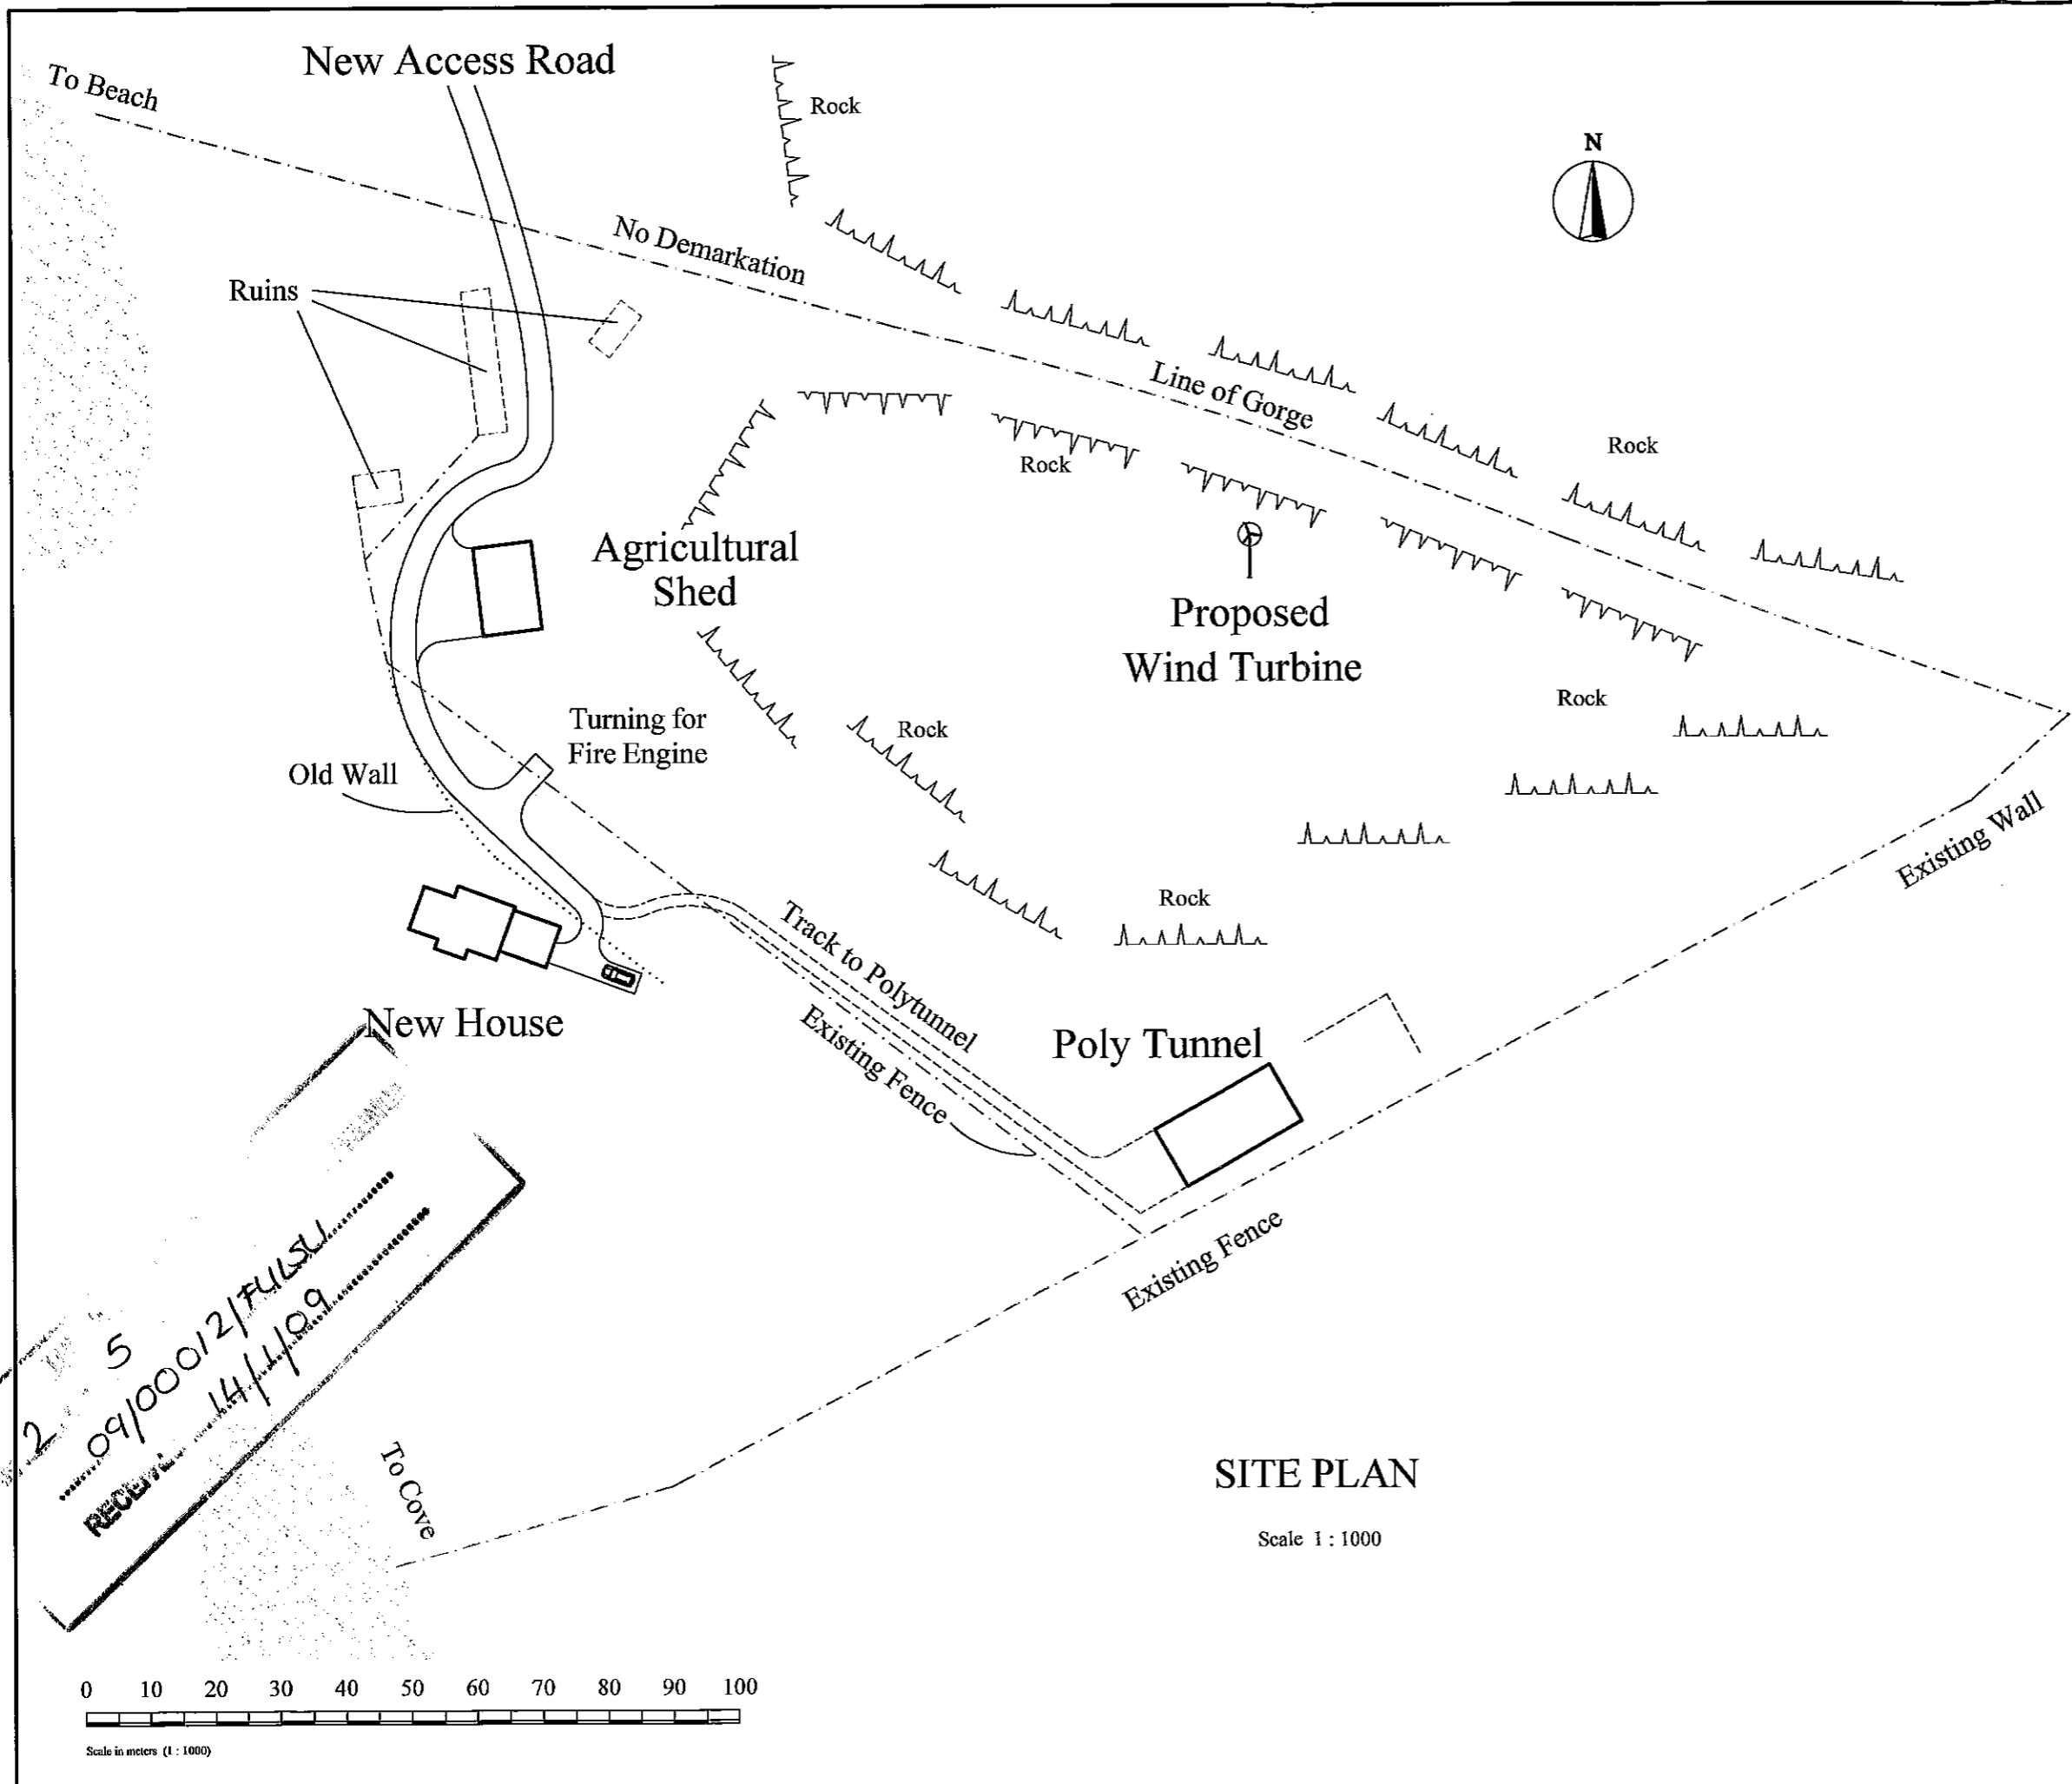 New Access Road
To Beach
Rock
N
No Demarkation
Ruins
Line of Gorge
Rock
Rock
Agricultural
Shed
Proposed
Wind Turbine
Rock
Turning for
Fire Engine
Rock
Old Wall
Existing Wall
Rock
Track to Polytunnel
New House
Existing Fence
Poly Tunnel
Existing Fence
2 5
09/00012/FULSU
14/1/09
To Cove
SITE PLAN
Scale 1 : 1000
0 10 20 30 40 50 60 70 80 90 100
Scale in meters (1 : 1000)